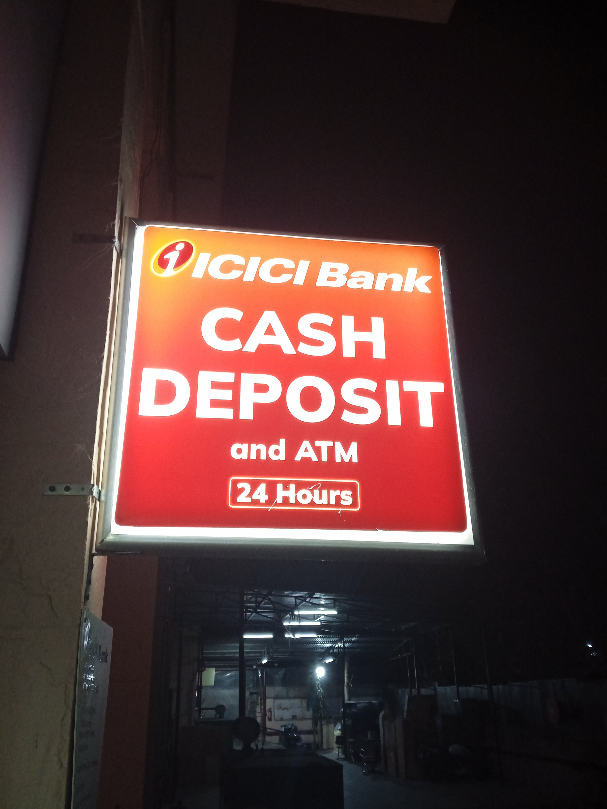 ICICI Bank
CASH
DEPOSIT
and ATM
24 Hours